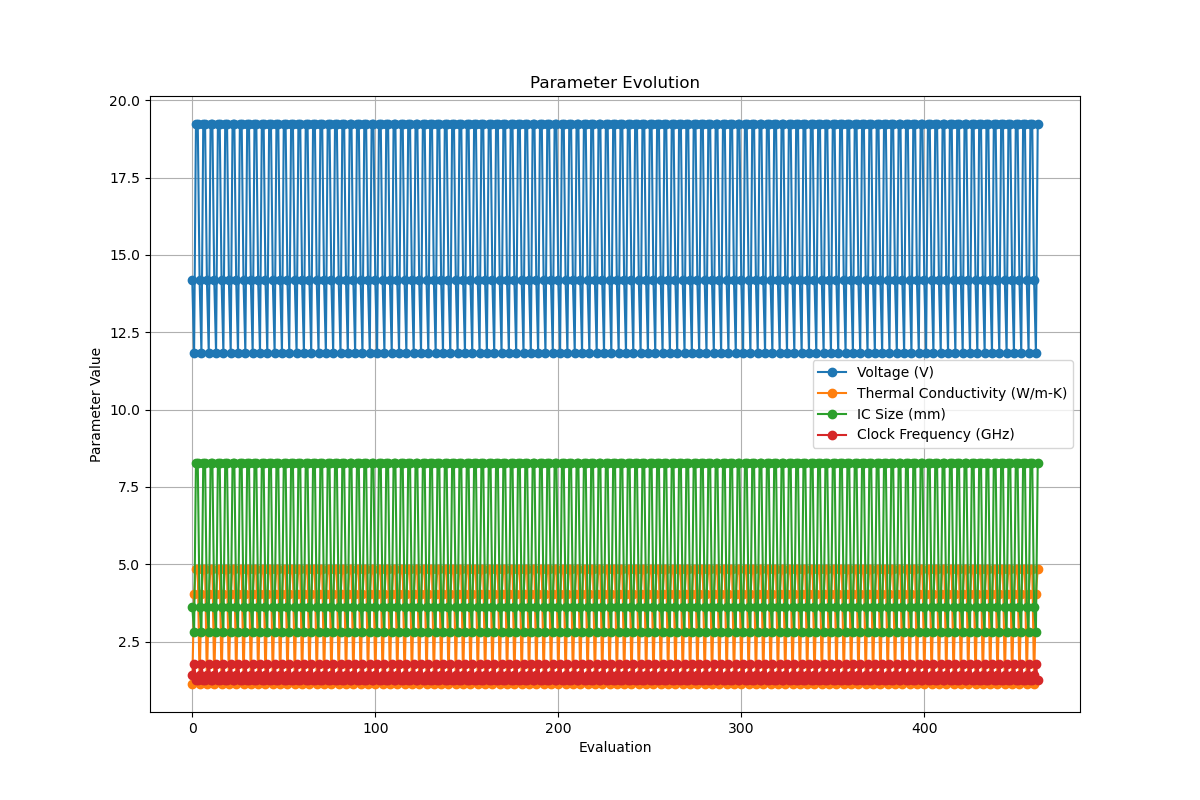 Parameter Evolution
20.0
17.5
15.0
12.5
10.0
7.5
5.0
2.5
Parameter Value
Voltage (V)
Thermal Conductivity (W/m-K)
IC Size (mm)
Clock Frequency (GHz)
0 100 200 300 400
Evaluation